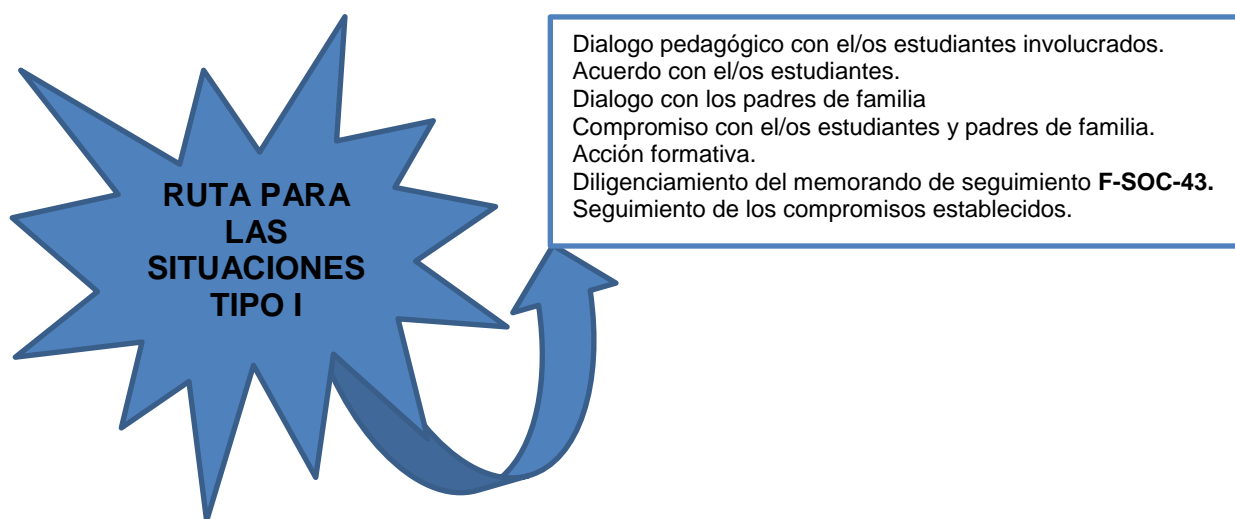 RUTA PARA
LAS
SITUACIONES
TIPO I
Dialogo pedagógico con el/os estudiantes involucrados.
Acuerdo con el/os estudiantes.
Dialogo con los padres de familia
Compromiso con el/os estudiantes y padres de familia.
Acción formativa.
Diligenciamiento del memorando de seguimiento F-SOC-43.
Seguimiento de los compromisos establecidos.